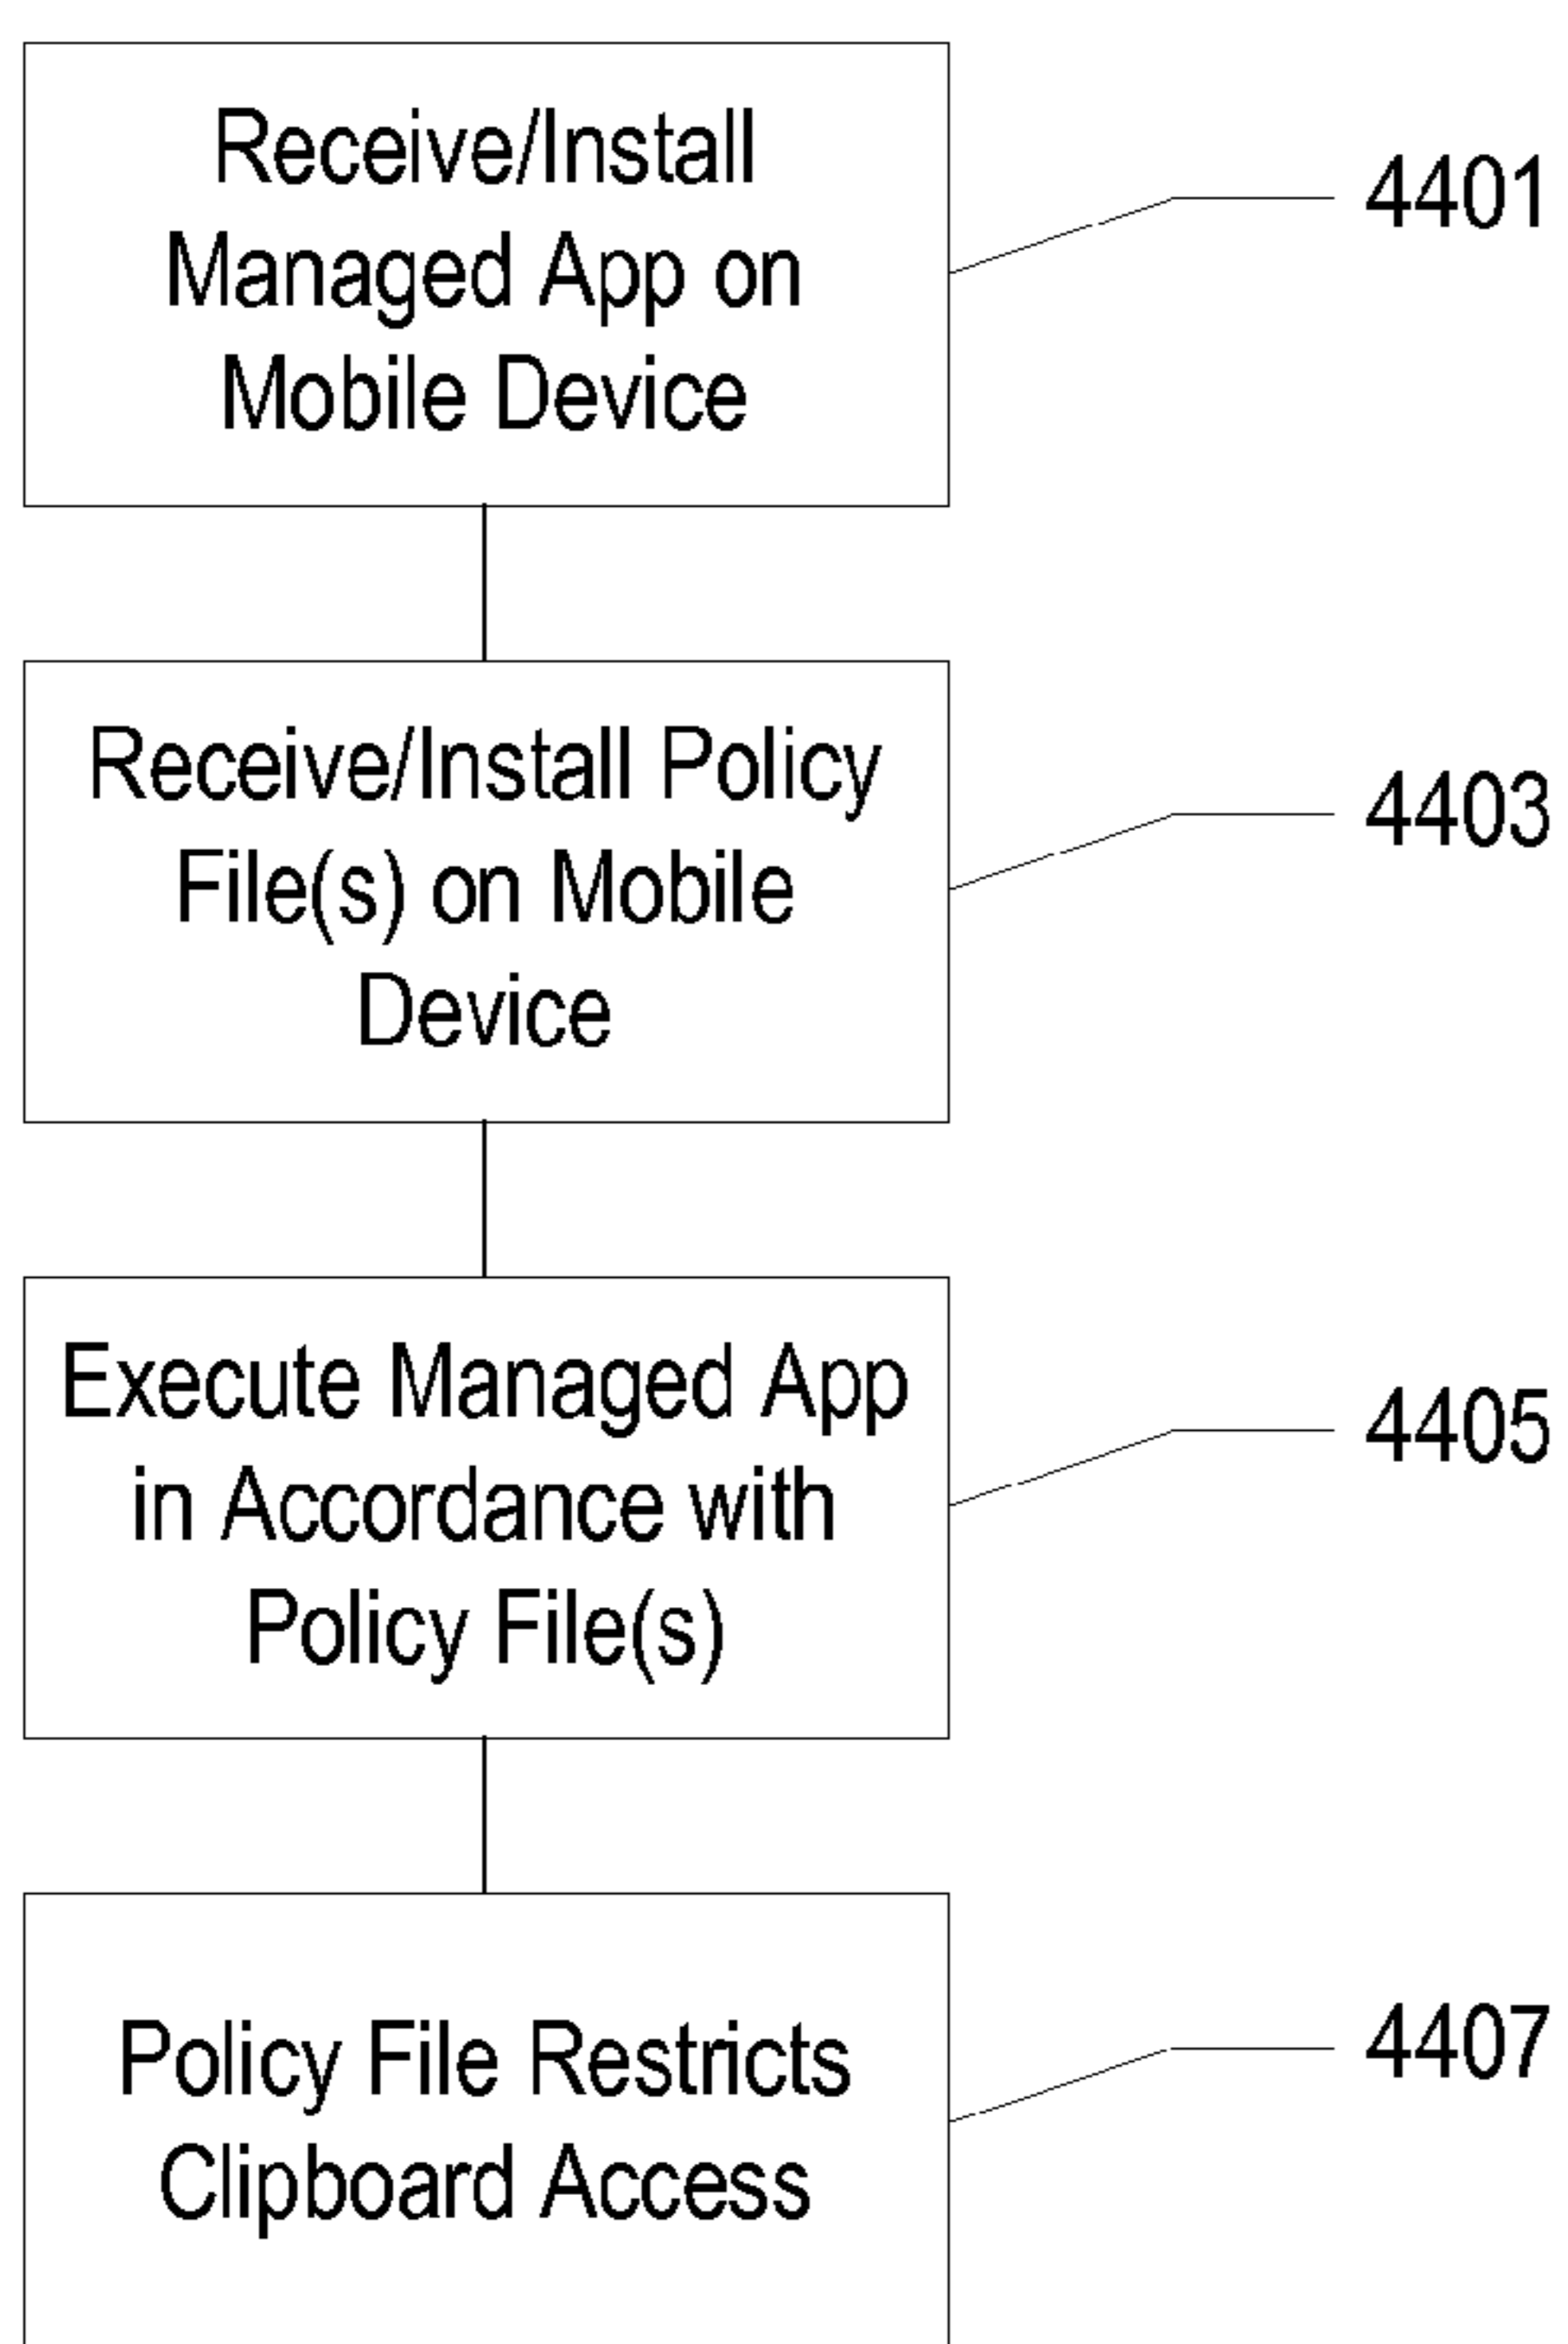 Receive/Install
Managed App on
Mobile Device
4401
Receive/Install Policy
File(s) on Mobile
Device
4403
Execute Managed App
in Accordance with
Policy File(s)
4405
Policy File Restricts
Clipboard Access
4407